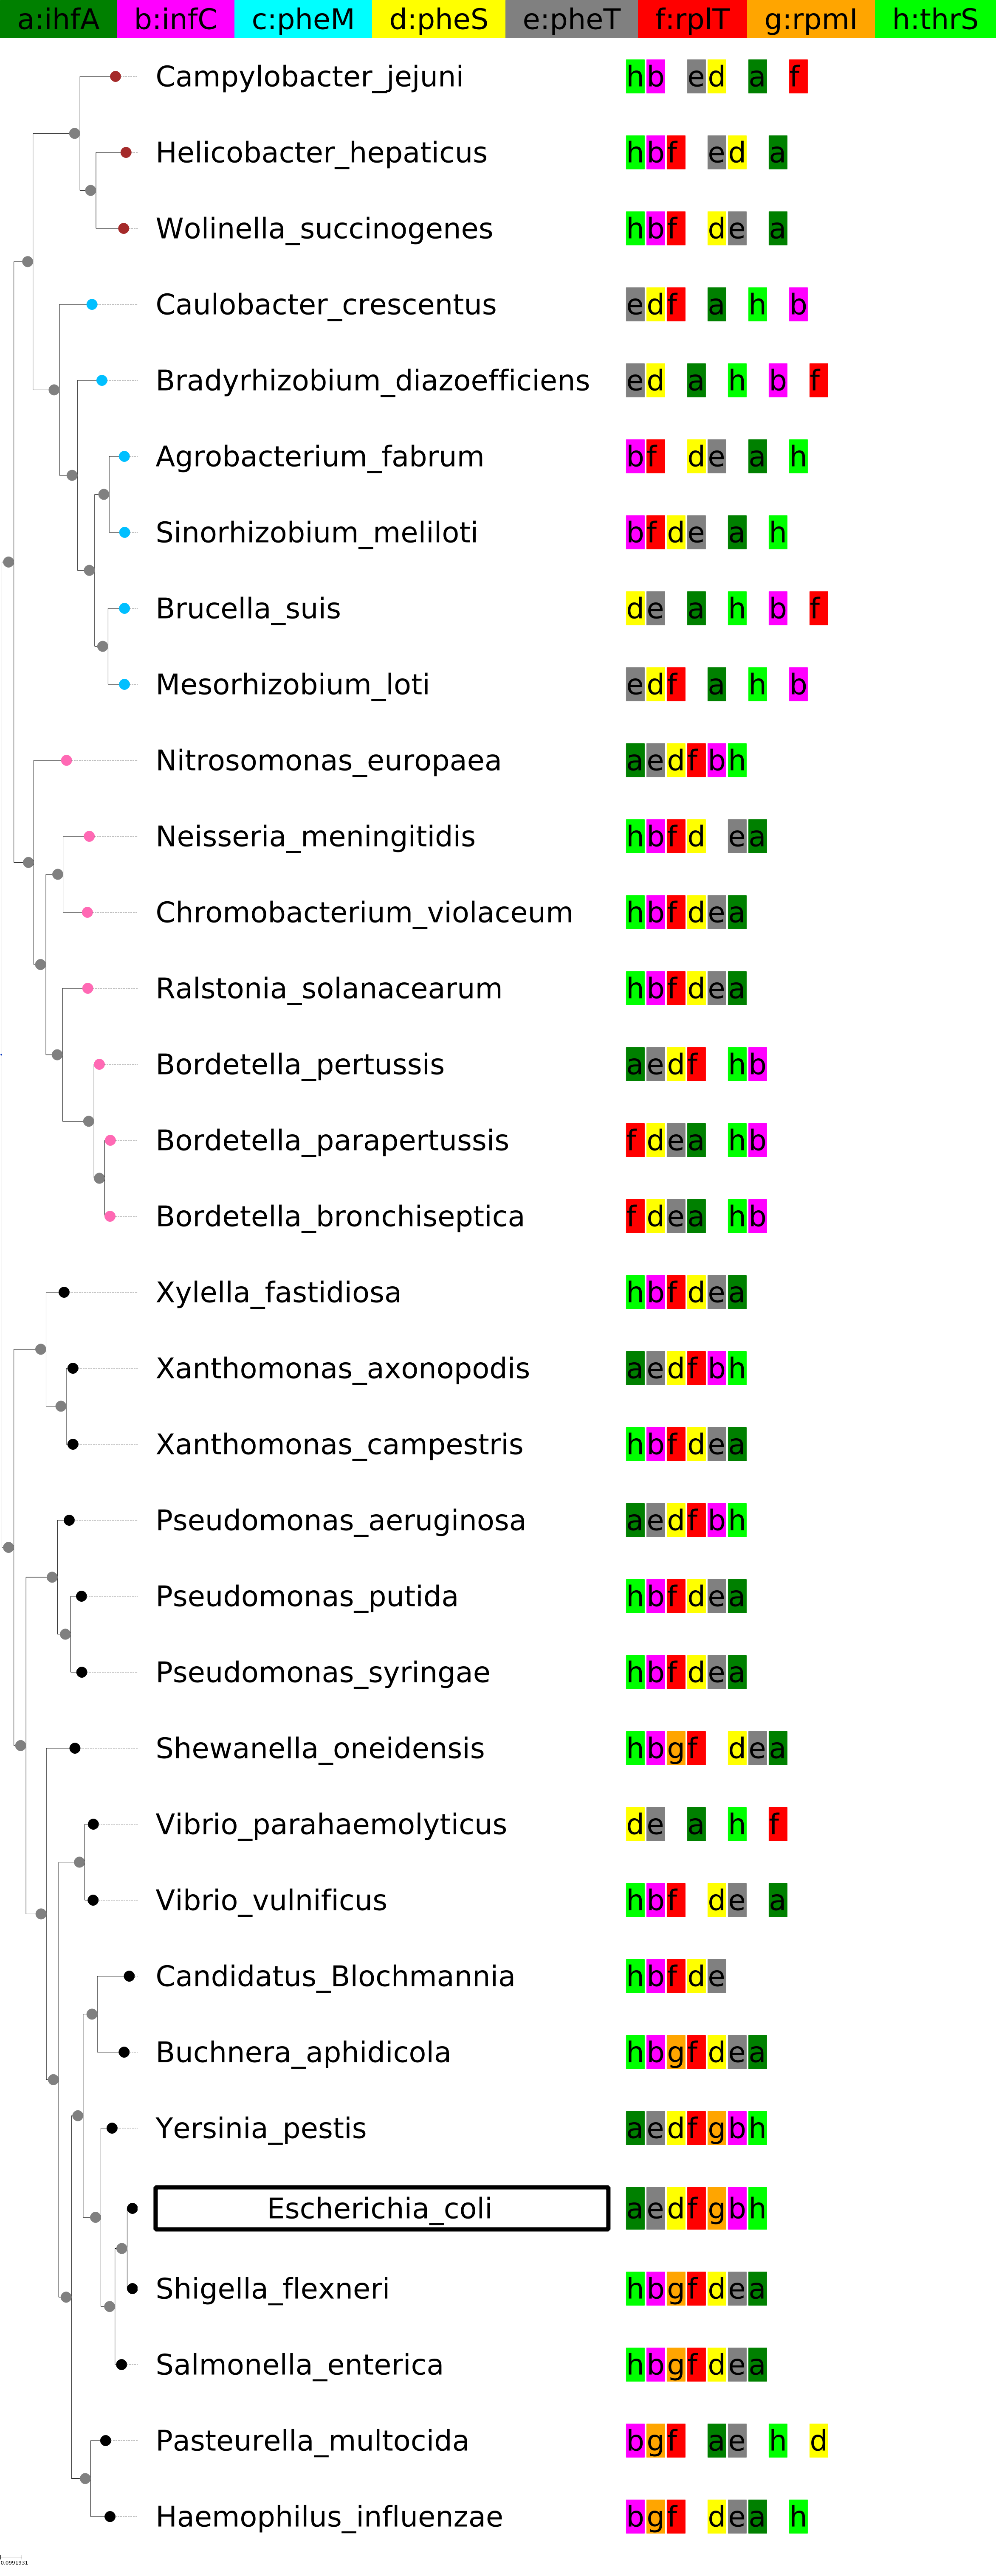 a:ihfA b:infC c:pheM d:pheS e:pheT f:rplT g:rpmI h:thrS
Campylobacter_jejuni hb ed a f
Helicobacter_hepaticus hbf ed a
Wolinella_succinogenes hbf de a
Caulobacter_crescentus edf a h b
Bradyrhizobium_diazoefficiens ed a h b f
Agrobacterium_fabrum bf de a h
Sinorhizobium_meliloti bfde a h
Brucella_suis de a h b f
Mesorhizobium_loti edf a h b
Nitrosomonas_europaea aedfbh
Neisseria_meningitidis hbfd ea
Chromobacterium_violaceum hbfdea
Ralstonia_solanacearum hbfdea
Bordetella_pertussis aedf hb
Bordetella_parapertussis fdea hb
Bordetella_bronchiseptica fdea hb
Xylella_fastidiosa hbfdea
Xanthomonas_axonopodis aedfbh
Xanthomonas_campestris hbfdea
Pseudomonas_aeruginosa aedfbh
Pseudomonas_putida hbfdea
Pseudomonas_syringae hbfdea
Shewanella_oneidensis hbgf dea
Vibrio_parahaemolyticus de a h f
Vibrio_vulnificus hbf de a
Candidatus_Blochmannia hbfde
Buchnera_aphidicola hbgfdea
Yersinia_pestis aedfgbh
Escherichia_coli aedfgbh
Shigella_flexneri hbgfdea
Salmonella_enterica hbgfdea
Pasteurella_multocida bgf ae h d
Haemophilus_influenzae bgf dea h
0.0991931